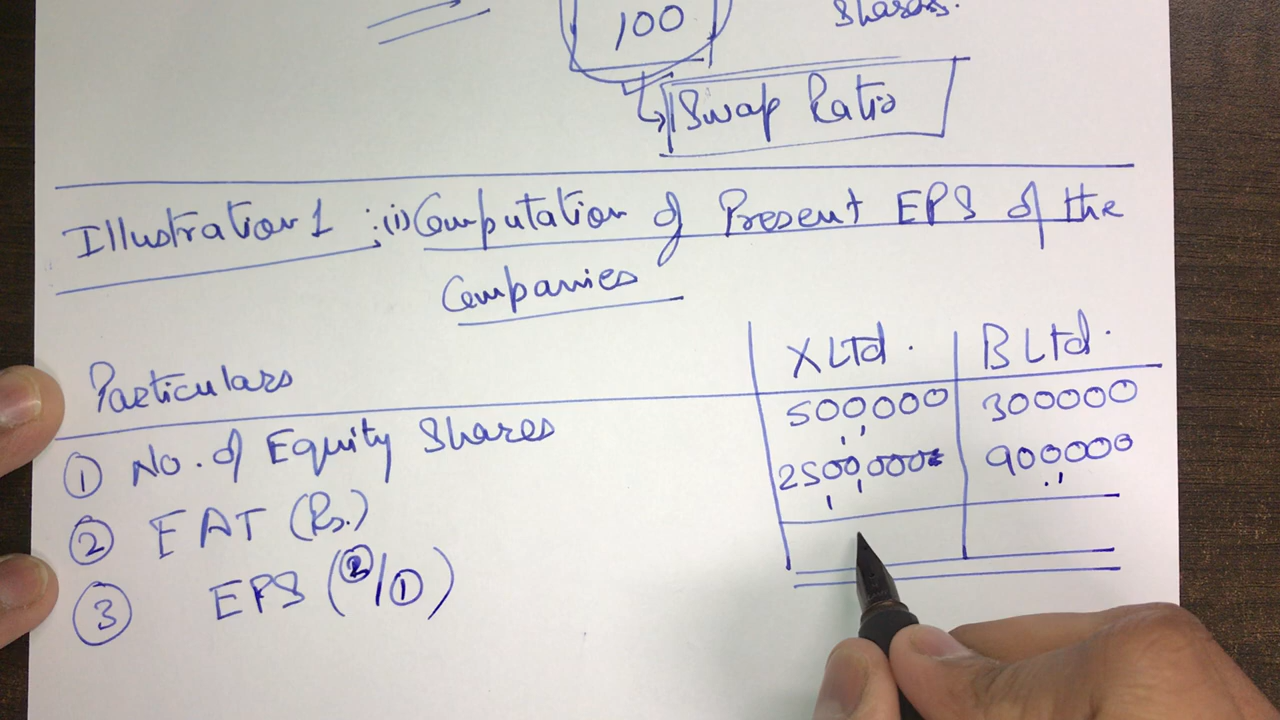 100 Shares.
Swap Ratio
Illustration 1 : (i) Computation of Present EPS of the
Companies
Particulars X Ltd. B Ltd.
① No. of Equity Shares 500000 300000
② EAT (Rs.) 2500000 900000
③ EPS (②/①)